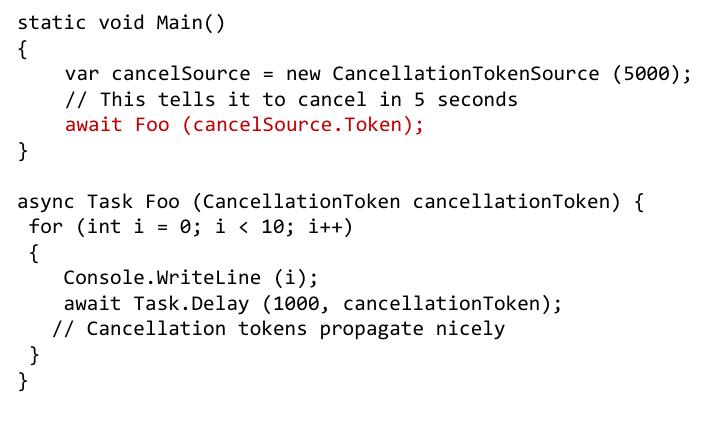 static void Main()
{
    var cancelSource = new CancellationTokenSource (5000);
    // This tells it to cancel in 5 seconds
    await Foo (cancelSource.Token);
}

async Task Foo (CancellationToken cancellationToken) {
 for (int i = 0; i < 10; i++)
 {
    Console.WriteLine (i);
    await Task.Delay (1000, cancellationToken);
   // Cancellation tokens propagate nicely
 }
}